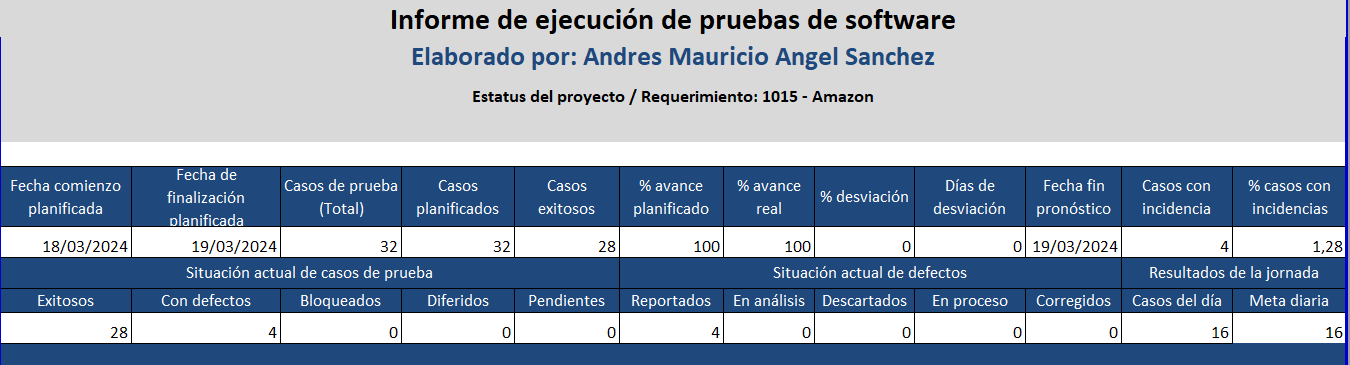 Informe de ejecución de pruebas de software
Elaborado por: Andres Mauricio Angel Sanchez
Estatus del proyecto / Requerimiento: 1015 - Amazon
Fecha comienzo planificada Fecha de finalización planificada Casos de prueba (Total) Casos planificados Casos exitosos % avance planificado % avance real % desviación Días de desviación Fecha fin pronóstico Casos con incidencia % casos con incidencias
18/03/2024 19/03/2024 32 32 28 100 100 0 0 19/03/2024 4 1,28
Situación actual de casos de prueba Situación actual de defectos Resultados de la jornada
Exitosos Con defectos Bloqueados Diferidos Pendientes Reportados En análisis Descartados En proceso Corregidos Casos del día Meta diaria
28 4 0 0 0 4 0 0 0 0 16 16